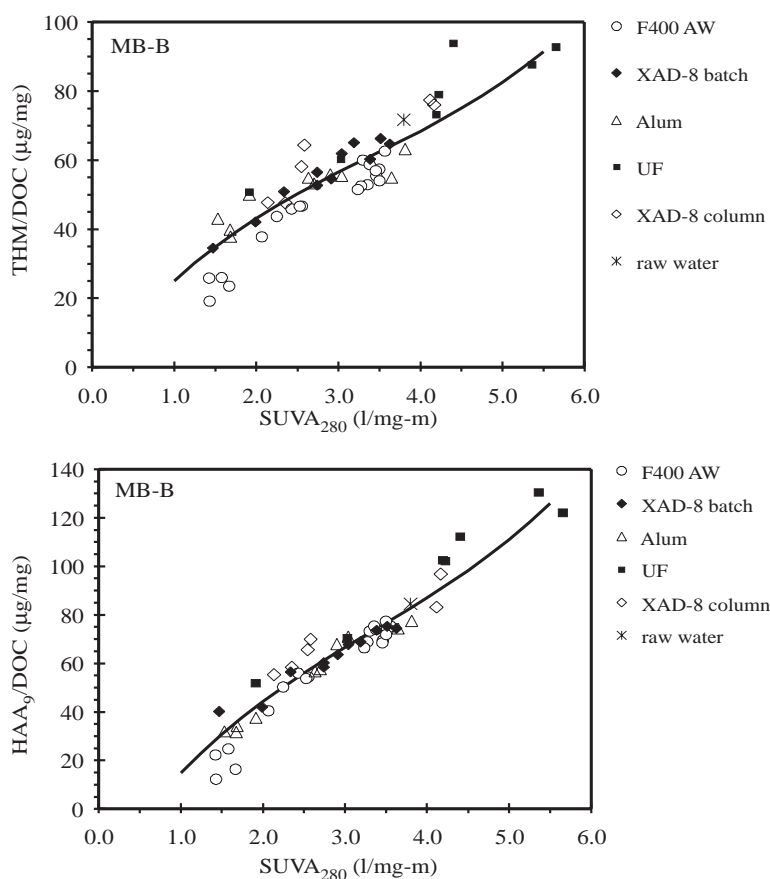 MB-B
THM/DOC (µg/mg)
100
80
60
40
20
0
0.0 1.0 2.0 3.0 4.0 5.0 6.0
SUVA280 (l/mg-m)
F400 AW
XAD-8 batch
Alum
UF
XAD-8 column
raw water
MB-B
HAA9/DOC (µg/mg)
140
120
100
80
60
40
20
0
0.0 1.0 2.0 3.0 4.0 5.0 6.0
SUVA280 (l/mg-m)
F400 AW
XAD-8 batch
Alum
UF
XAD-8 column
raw water